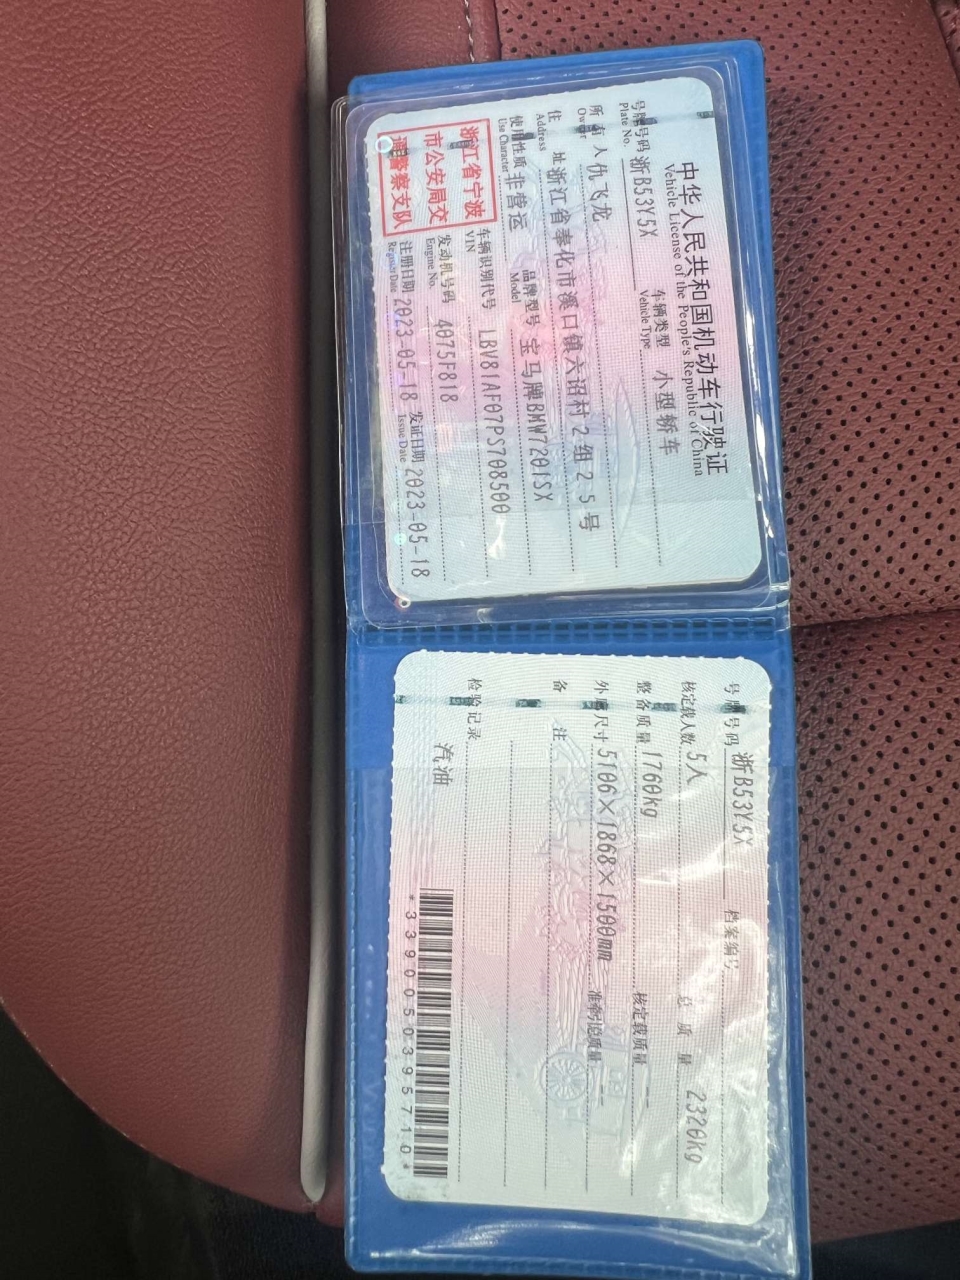 中华人民共和国机动车行驶证
Vehicle License of the People's Republic of China
号牌号码 浙B53Y5X 车辆类型 小型轿车
Plate No. Vehicle Type
所有人 仇飞龙
Owner
住址 浙江省奉化市溪口镇六诏村2组25号
Address
使用性质 非营运 品牌型号 宝马牌BMW7201SX
Use Character Model
浙江省宁波
市公安局交
通警察支队
车辆识别代号 LBV81AF07PS708500
VIN
发动机号码 4075F818
Engine No.
注册日期 2023-05-18 发证日期 2023-05-18
Register Date Issue Date
号牌号码 浙B53Y5X 档案编号
核定载人数 5人 总质量 2320kg
整备质量 1760kg 核定载质量 --
外廓尺寸 5106×1868×1500mm 准牵引总质量 --
备注
检验记录
汽油
*3390050395710*